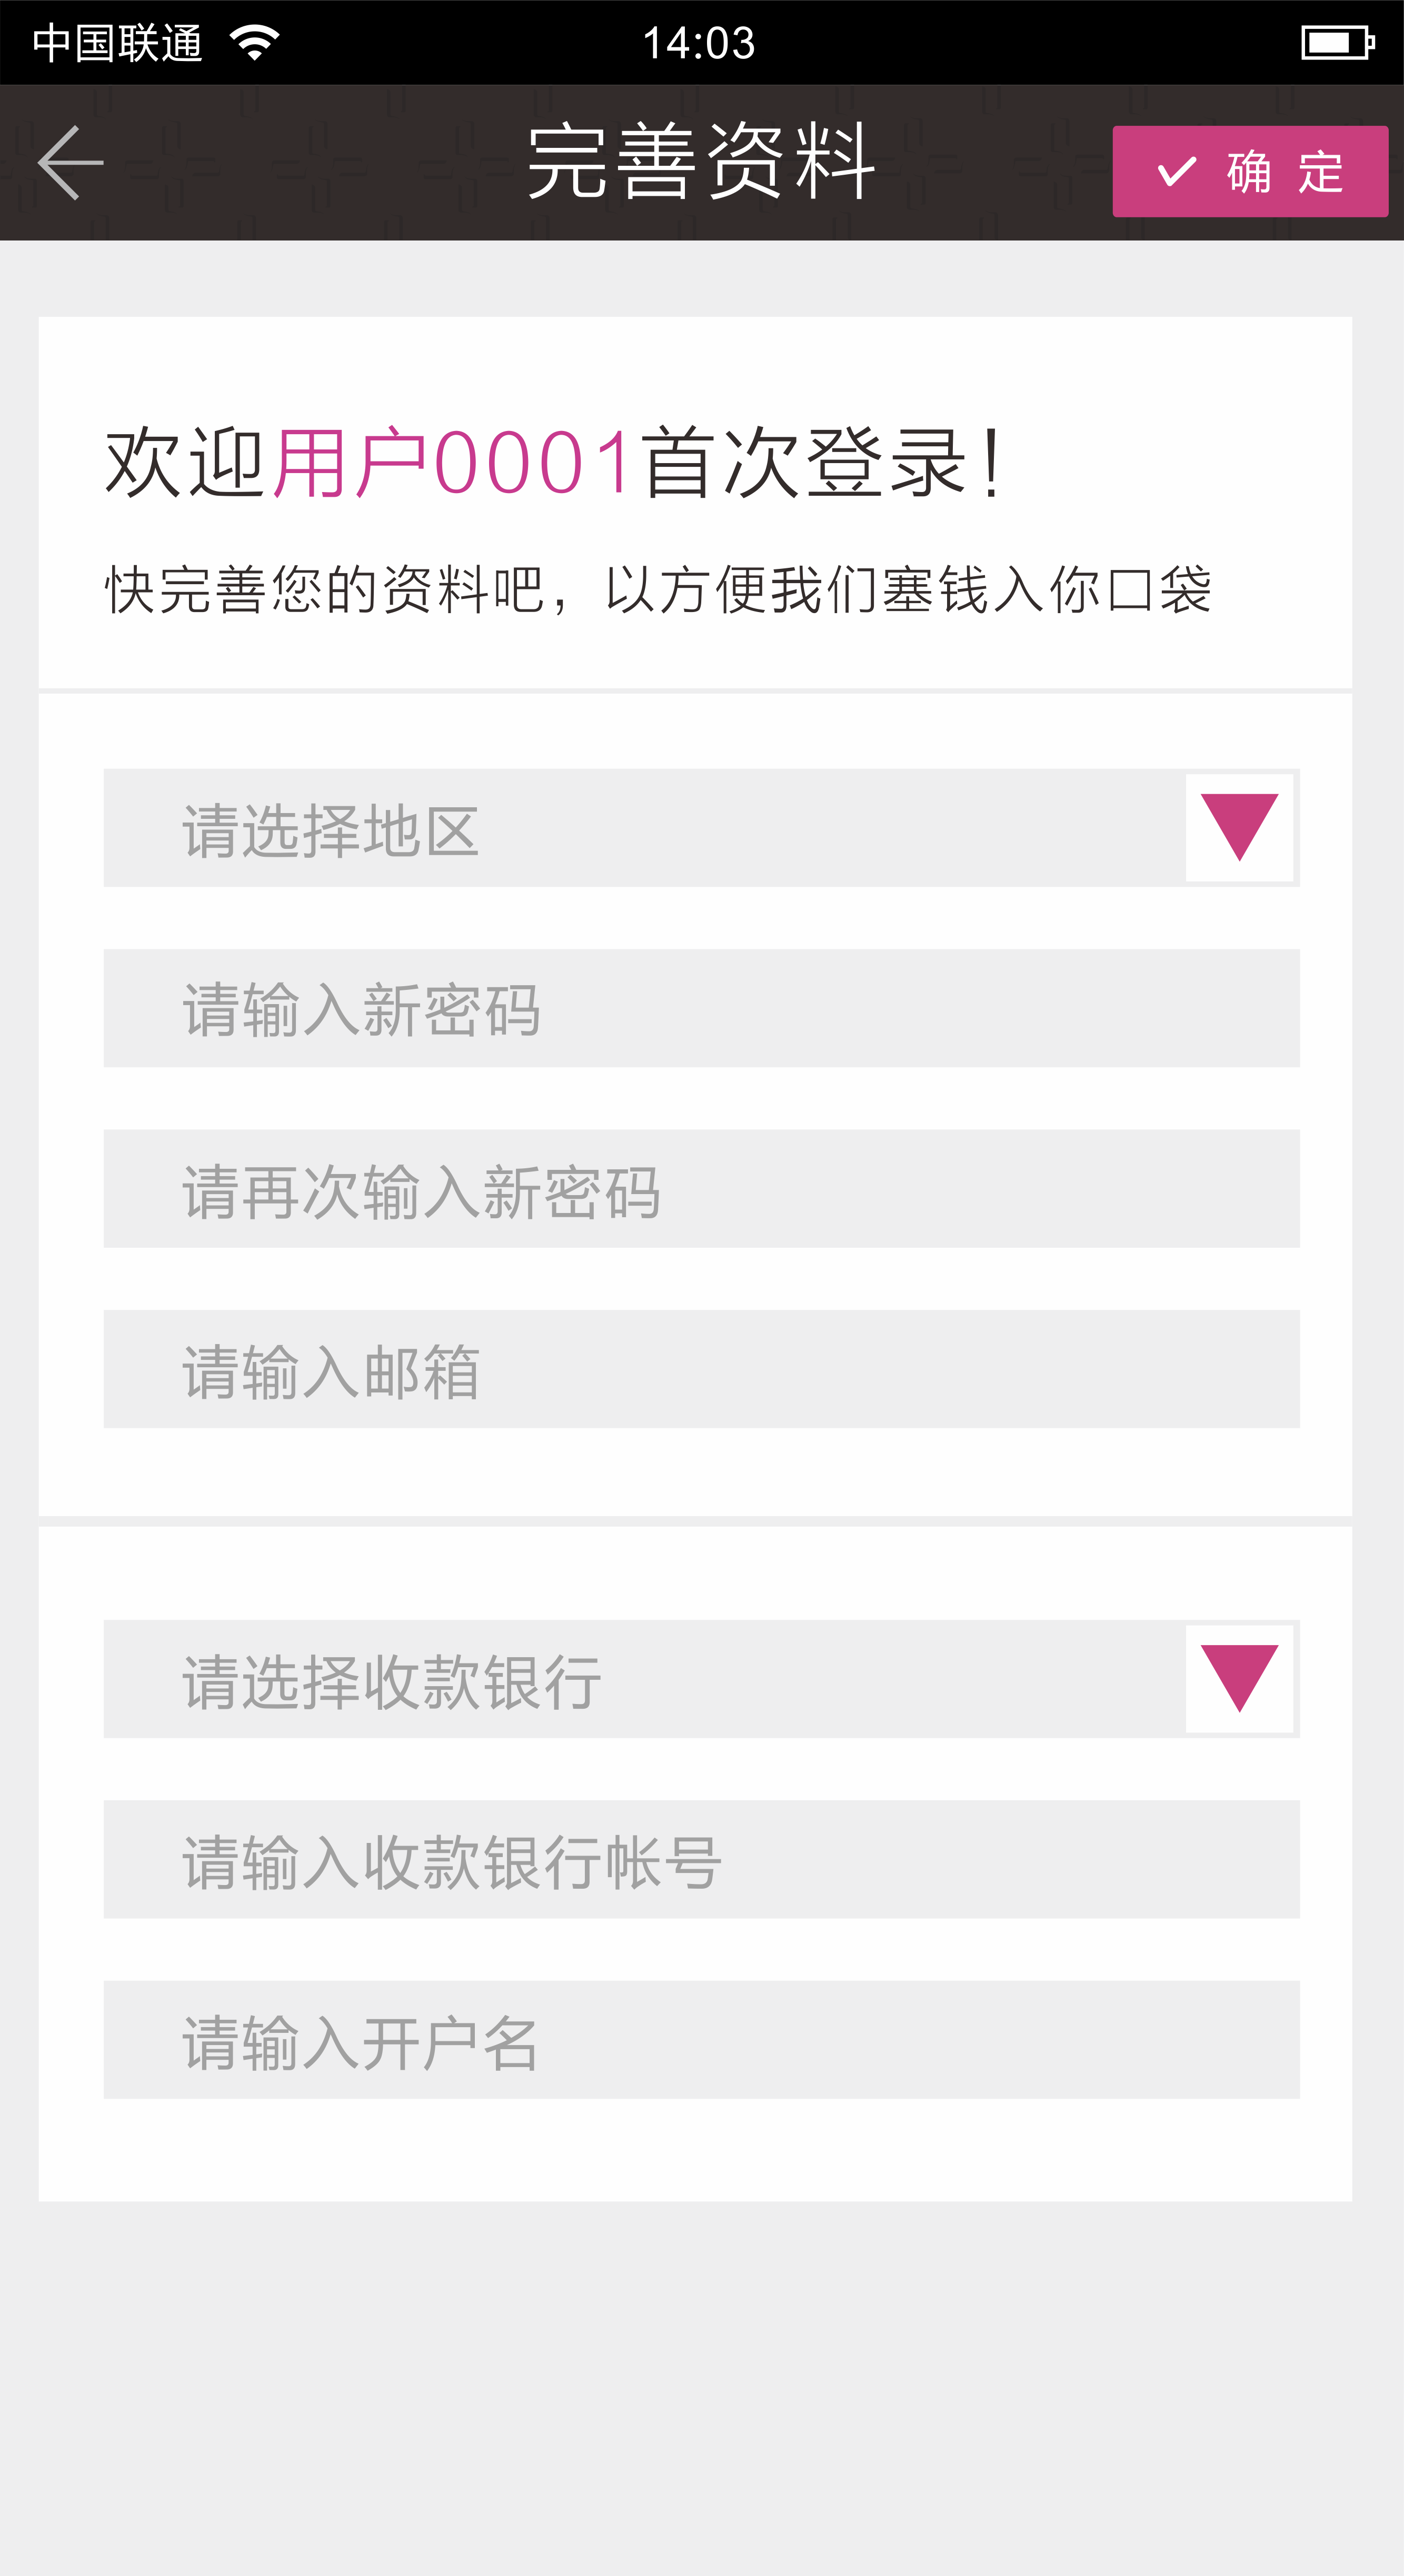 中国联通 14:03
完善资料 确 定
欢迎用户0001首次登录！
快完善您的资料吧，以方便我们塞钱入你口袋
请选择地区
请输入新密码
请再次输入新密码
请输入邮箱
请选择收款银行
请输入收款银行帐号
请输入开户名